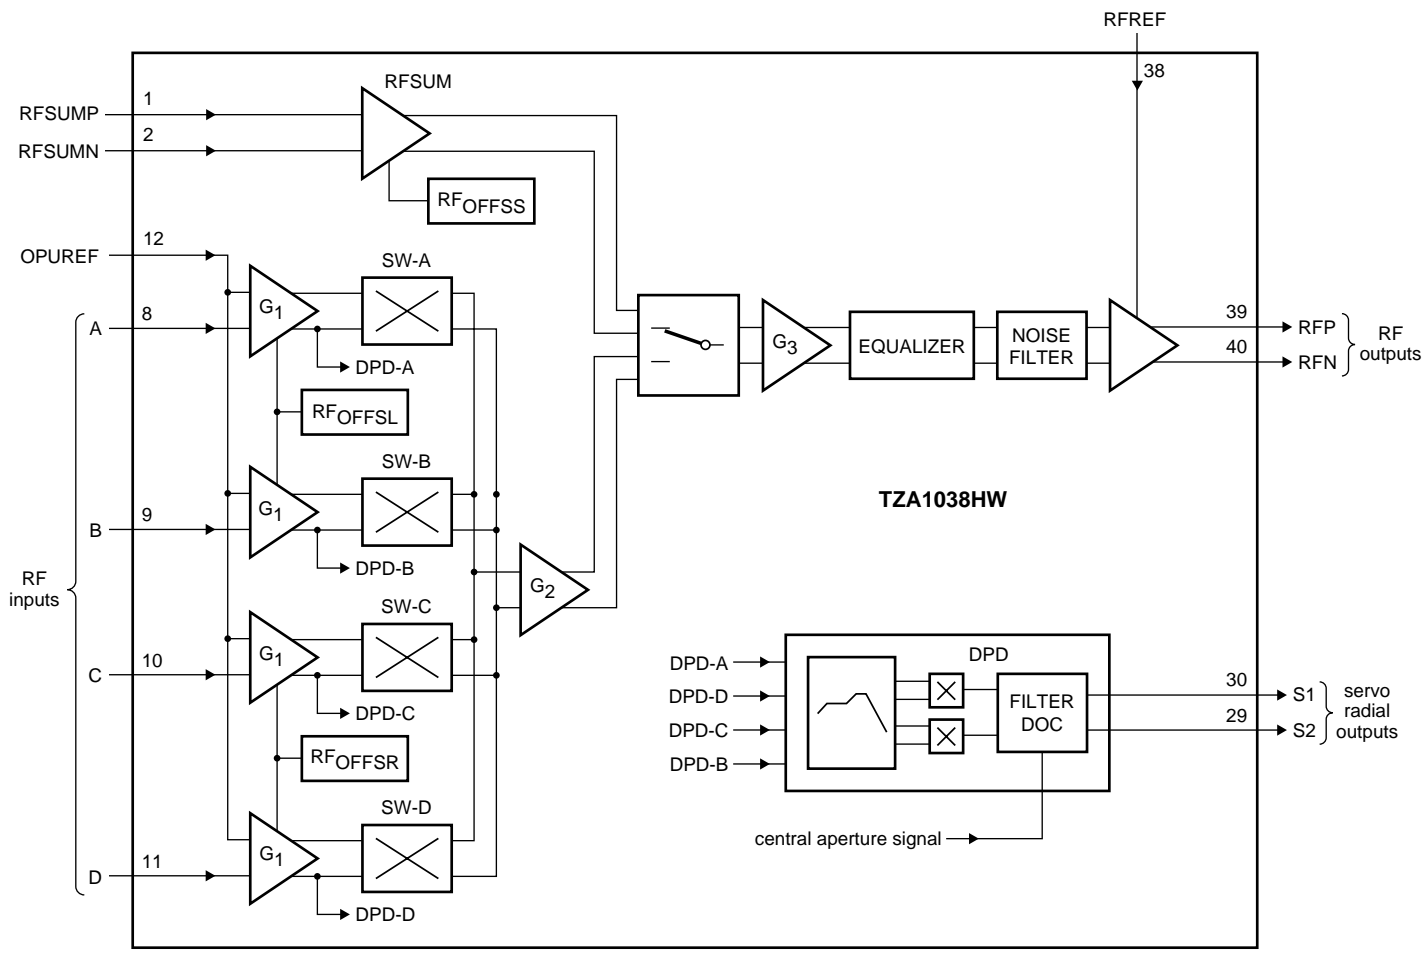 RFREF
38
RFSUM
RFSUMP
1
RFSUMN
2
RFOFFSS
OPUREF
12
SW-A
A
8
G1
DPD-A
RFOFFSL
SW-B
B
9
G1
DPD-B
RF
inputs
SW-C
C
10
G1
DPD-C
RFOFFSR
SW-D
D
11
G1
DPD-D
G2
G3
EQUALIZER
NOISE
FILTER
39
RFP
40
RFN
RF
outputs
TZA1038HW
DPD
DPD-A
DPD-D
DPD-C
DPD-B
FILTER
DOC
30
S1
29
S2
servo
radial
outputs
central aperture signal